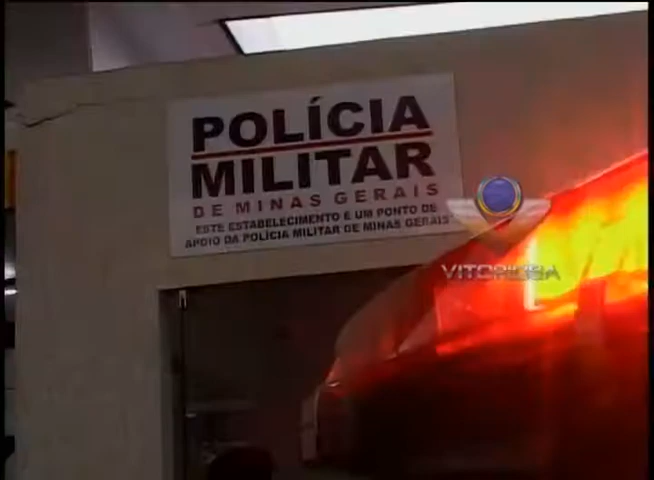 POLÍCIA
MILITAR
DE MINAS GERAIS
ESTE ESTABELECIMENTO E UM PONTO DE
APOIO DA POLÍCIA MILITAR DE MINAS GERAIS
VITORIOSA